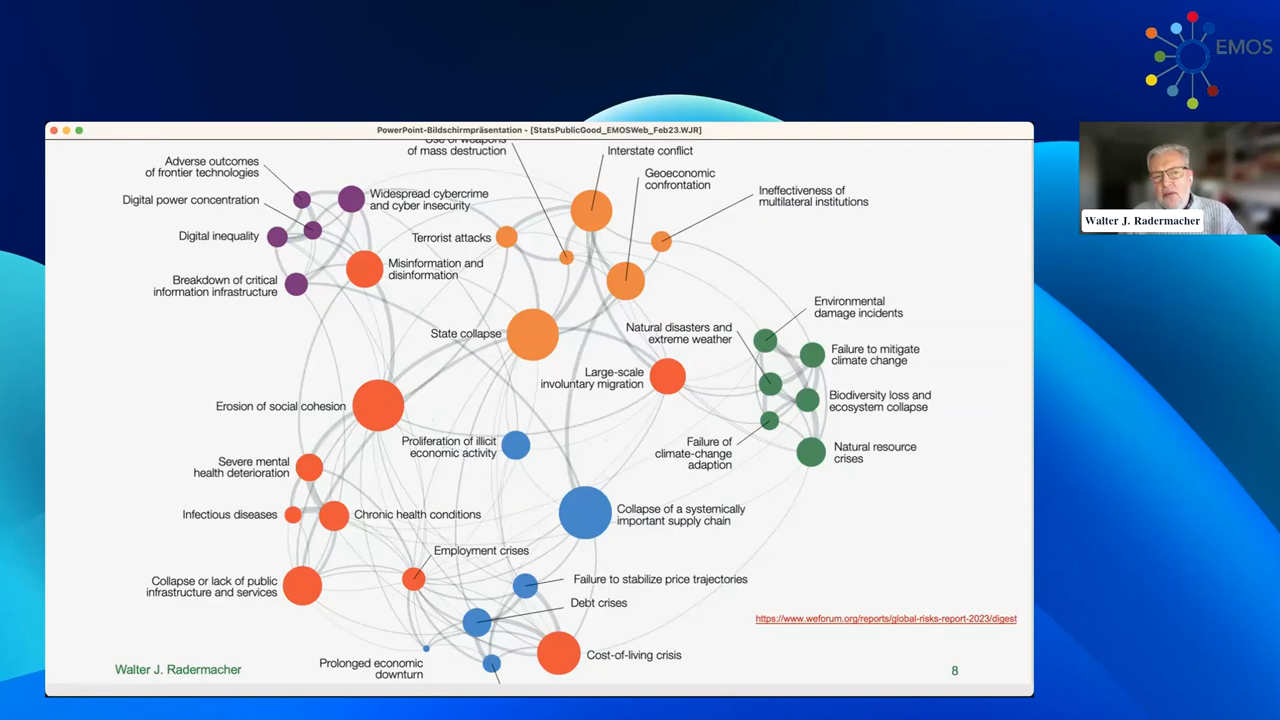 EMOS
PowerPoint-Bildschirmpräsentation - [StatsPublicGood_EMOSWeb_Feb23.WJR]
Use of weapons
of mass destruction
Interstate conflict
Adverse outcomes
of frontier technologies
Geoeconomic
confrontation
Widespread cybercrime
and cyber insecurity
Ineffectiveness of
multilateral institutions
Digital power concentration
Walter J. Radermacher
Digital inequality
Terrorist attacks
Misinformation and
disinformation
Breakdown of critical
information infrastructure
Environmental
damage incidents
State collapse
Natural disasters and
extreme weather
Failure to mitigate
climate change
Large-scale
involuntary migration
Biodiversity loss and
ecosystem collapse
Erosion of social cohesion
Proliferation of illicit
economic activity
Failure of
climate-change
adaption
Natural resource
crises
Severe mental
health deterioration
Infectious diseases
Chronic health conditions
Collapse of a systemically
important supply chain
Employment crises
Collapse or lack of public
infrastructure and services
Failure to stabilize price trajectories
Debt crises
https://www.weforum.org/reports/global-risks-report-2023/digest
Cost-of-living crisis
Prolonged economic
downturn
Walter J. Radermacher
8